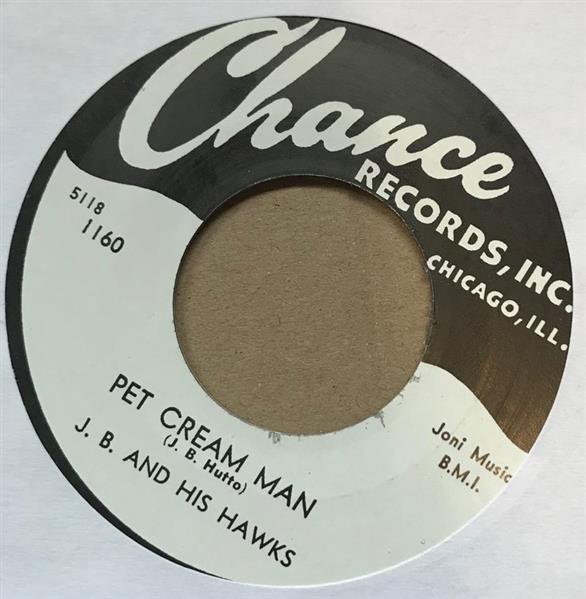 Chance
RECORDS, INC.
CHICAGO, ILL.
5118
1160
PET CREAM MAN
(J. B. Hutto)
J. B. AND HIS HAWKS
Joni Music
B.M.I.